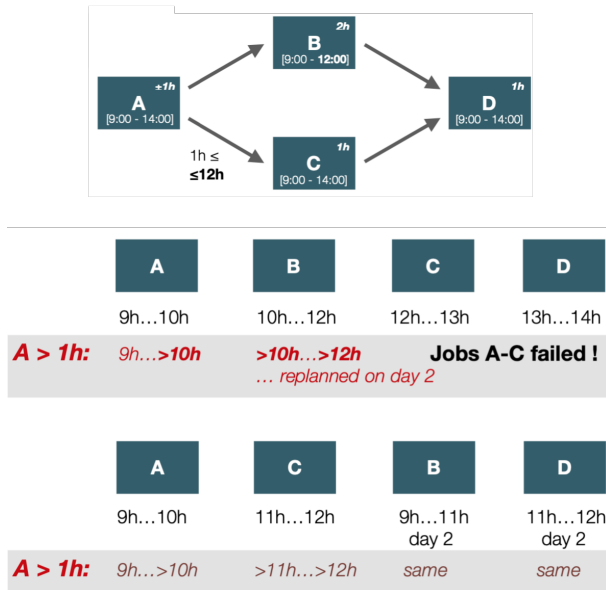 2h
B
[9:00 - 12:00]
±1h
A
[9:00 - 14:00]
1h
D
[9:00 - 14:00]
1h ≤
≤12h
1h
C
[9:00 - 14:00]
A B C D
9h...10h 10h...12h 12h...13h 13h...14h
A > 1h: 9h...>10h >10h...>12h Jobs A-C failed !
... replanned on day 2
A C B D
9h...10h 11h...12h 9h...11h 11h...12h
day 2 day 2
A > 1h: 9h...>10h >11h...>12h same same